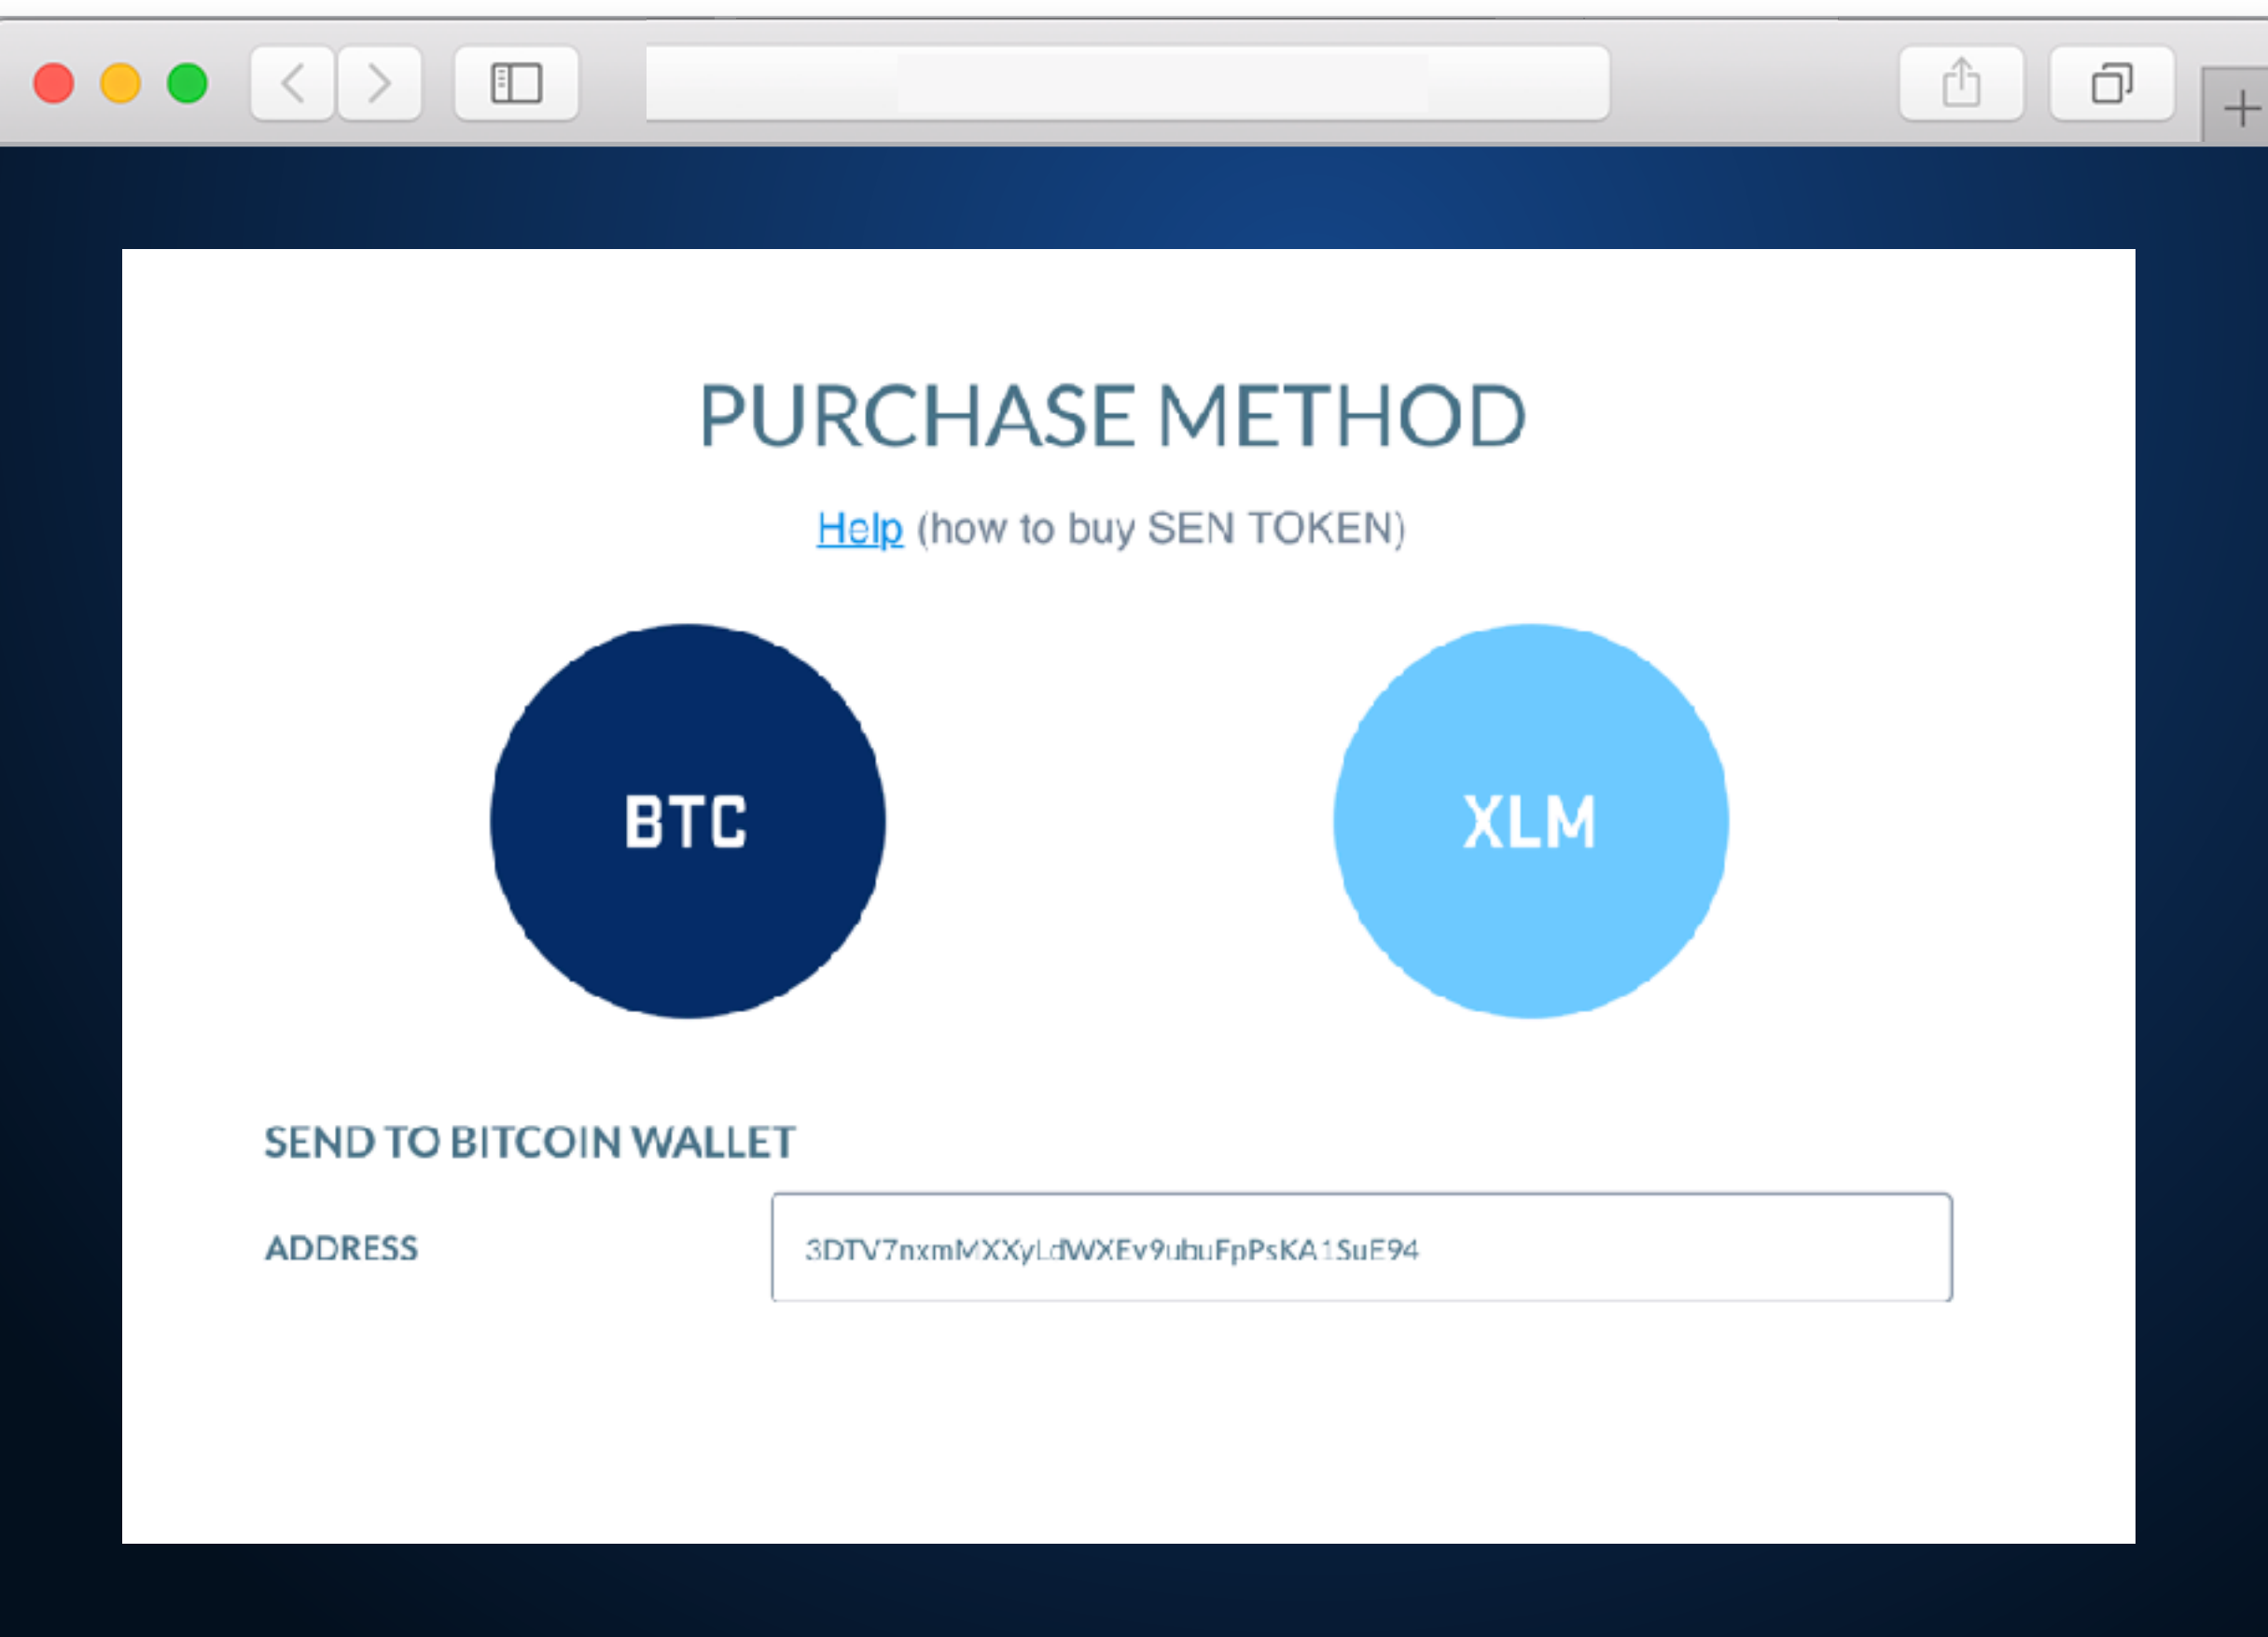 PURCHASE METHOD
Help (how to buy SEN TOKEN)
BTC
XLM
SEND TO BITCOIN WALLET
ADDRESS
3DTV7nxmMXXyLdWXEv9ubuFpPsKA1SuE94